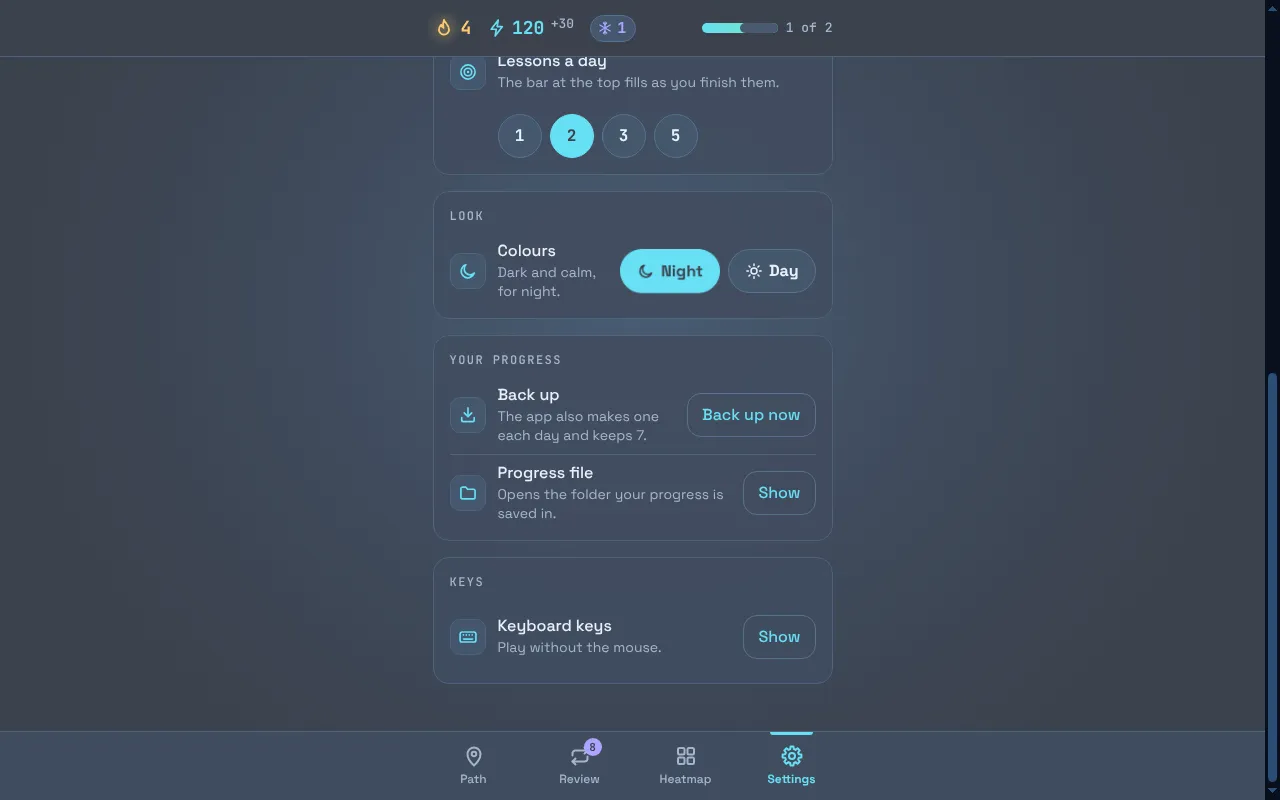 4 120 +30 1 1 of 2
Lessons a day
The bar at the top fills as you finish them.
1 2 3 5
LOOK
Colours
Dark and calm,
for night.
Night Day
YOUR PROGRESS
Back up
The app also makes one
each day and keeps 7.
Back up now
Progress file
Opens the folder your progress is
saved in.
Show
KEYS
Keyboard keys
Play without the mouse.
Show
8
Path Review Heatmap Settings